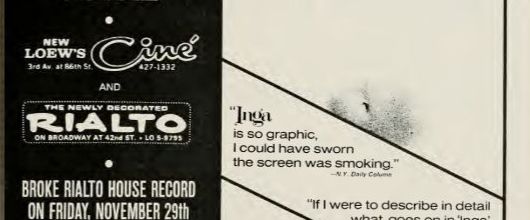 NEW
LOEW'S Ciné
3rd Av. at 86th St. 427-1332
AND
THE NEWLY DECORATED
RIALTO
ON BROADWAY AT 42nd ST. • LO 5-8795
BROKE RIALTO HOUSE RECORD
ON FRIDAY, NOVEMBER 29th
"Inga
is so graphic,
I could have sworn
the screen was smoking."
—N.Y. Daily Column
"If I were to describe in detail
what goes on in 'Inga'